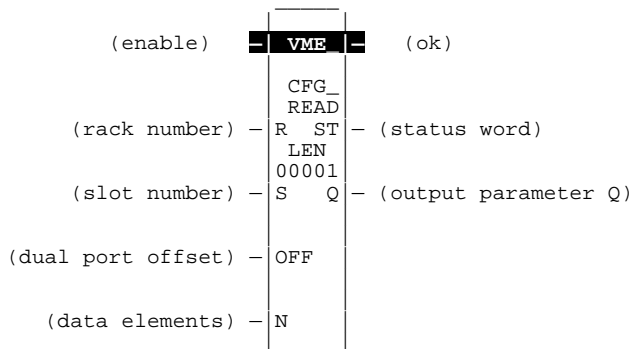 (enable) VME_ (ok)
CFG_
READ
(rack number) R ST (status word)
LEN
00001
(slot number) S Q (output parameter Q)
(dual port offset) OFF
(data elements) N